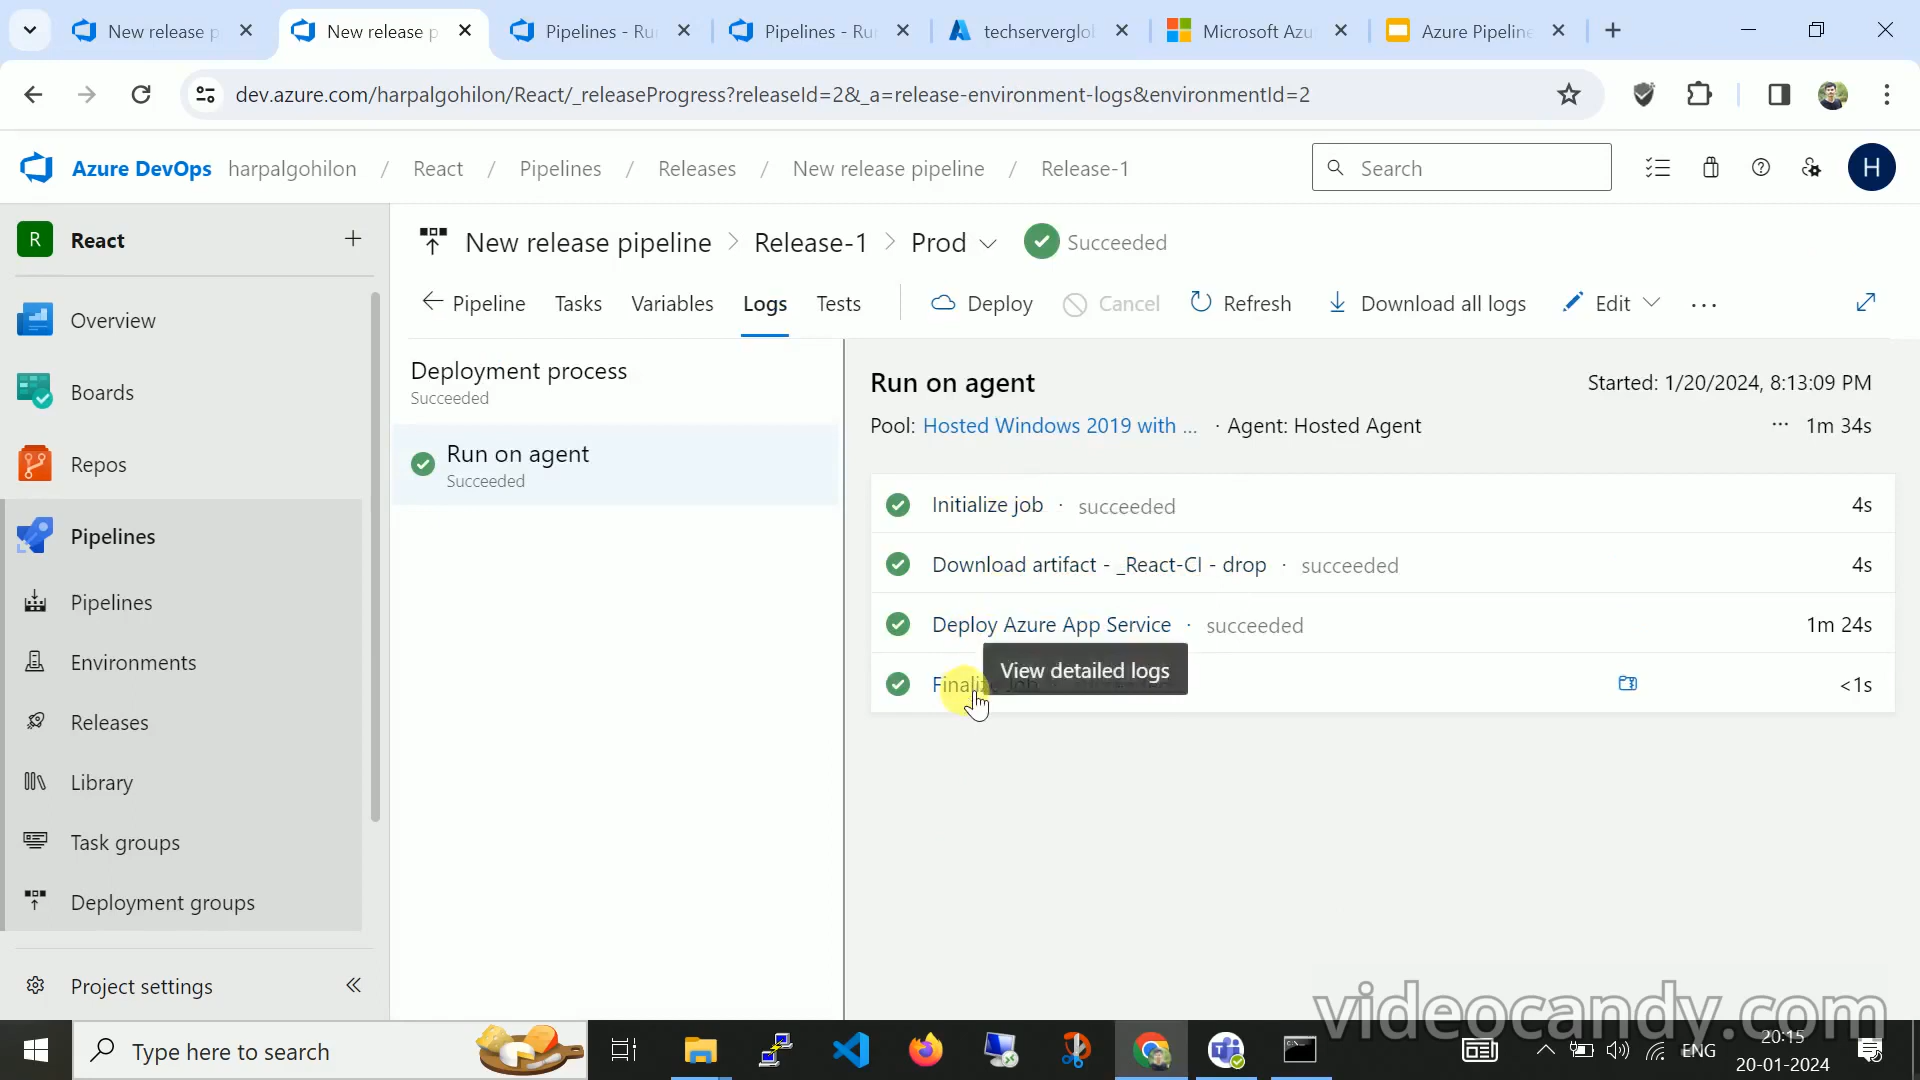 New release p
New release p
Pipelines - Ru
Pipelines - Ru
techserverglo
Microsoft Azu
Azure Pipeline
dev.azure.com/harpalgohilon/React/_releaseProgress?releaseId=2&_a=release-environment-logs&environmentId=2
Azure DevOps harpalgohilon / React / Pipelines / Releases / New release pipeline / Release-1
Search
H
R React
Overview
Boards
Repos
Pipelines
Pipelines
Environments
Releases
Library
Task groups
Deployment groups
Project settings
New release pipeline > Release-1 > Prod
Succeeded
Pipeline Tasks Variables Logs Tests Deploy Cancel Refresh Download all logs Edit
Deployment process
Succeeded
Run on agent
Succeeded
Run on agent
Started: 1/20/2024, 8:13:09 PM
Pool: Hosted Windows 2019 with ... · Agent: Hosted Agent
1m 34s
Initialize job · succeeded 4s
Download artifact - _React-CI - drop · succeeded 4s
Deploy Azure App Service · succeeded 1m 24s
View detailed logs
Finalize job <1s
videocandy.com
Type here to search
ENG
20:15
20-01-2024